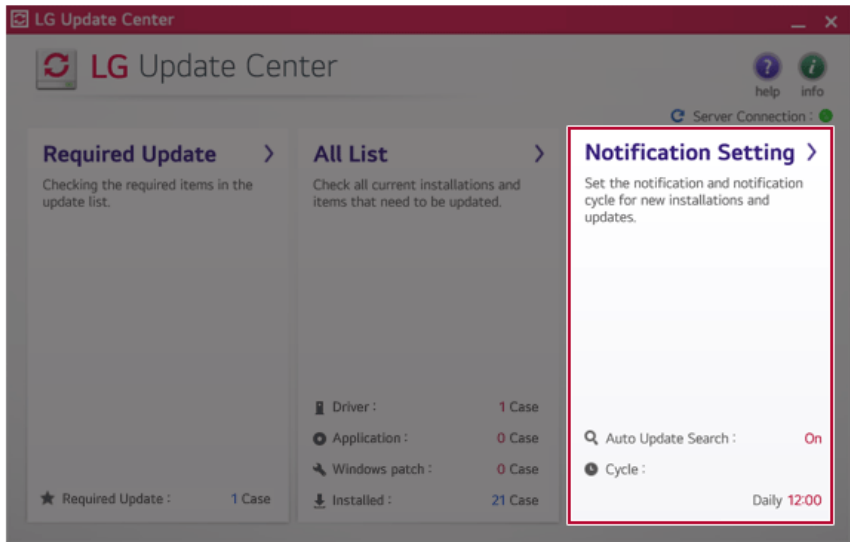 LG Update Center
LG Update Center
help
info
Server Connection :
Required Update
Checking the required items in the
update list.
Required Update : 1 Case
All List
Check all current installations and
items that need to be updated.
Driver : 1 Case
Application : 0 Case
Windows patch : 0 Case
Installed : 21 Case
Notification Setting
Set the notification and notification
cycle for new installations and
updates.
Auto Update Search : On
Cycle :
Daily 12:00